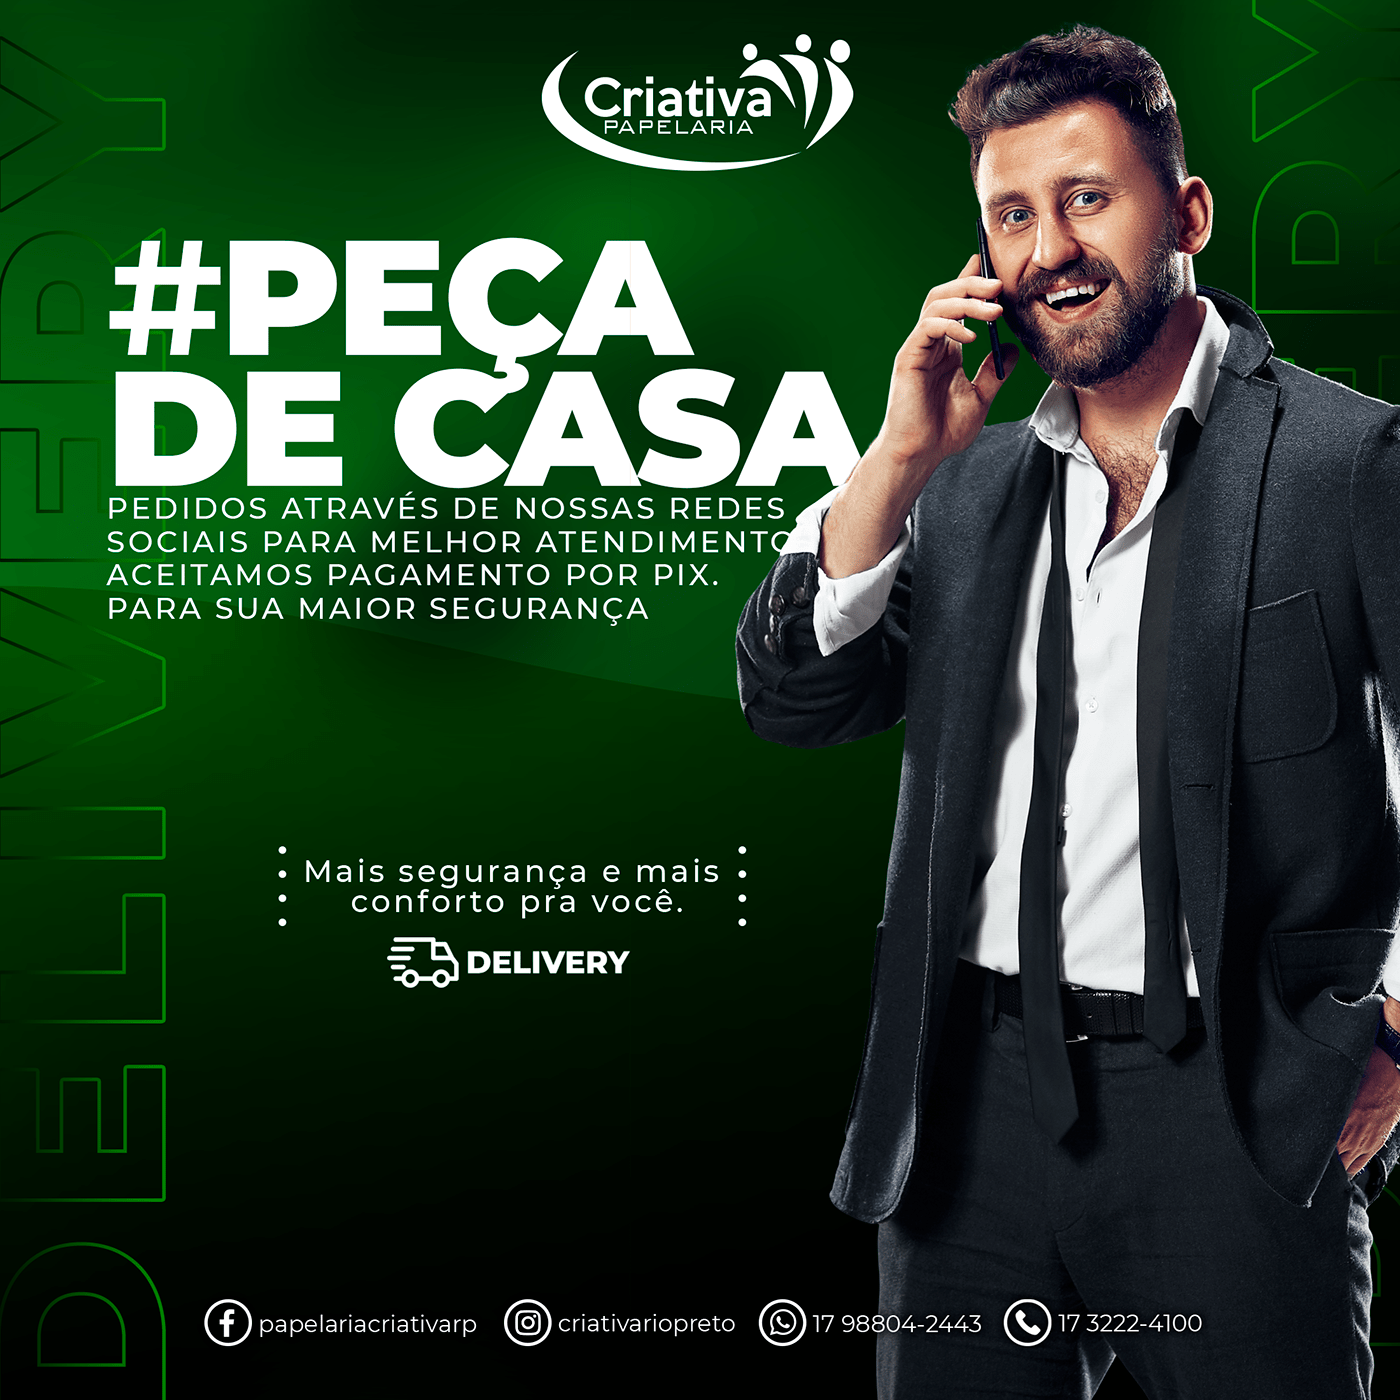 Criativa
PAPELARIA
#PEÇA
DE CASA
PEDIDOS ATRAVÉS DE NOSSAS REDES
SOCIAIS PARA MELHOR ATENDIMENTO
ACEITAMOS PAGAMENTO POR PIX.
PARA SUA MAIOR SEGURANÇA
Mais segurança e mais
conforto pra você.
DELIVERY
papelariacriativarp
criativariopreto
17 98804-2443
17 3222-4100
DELIVERY
DELIVERY